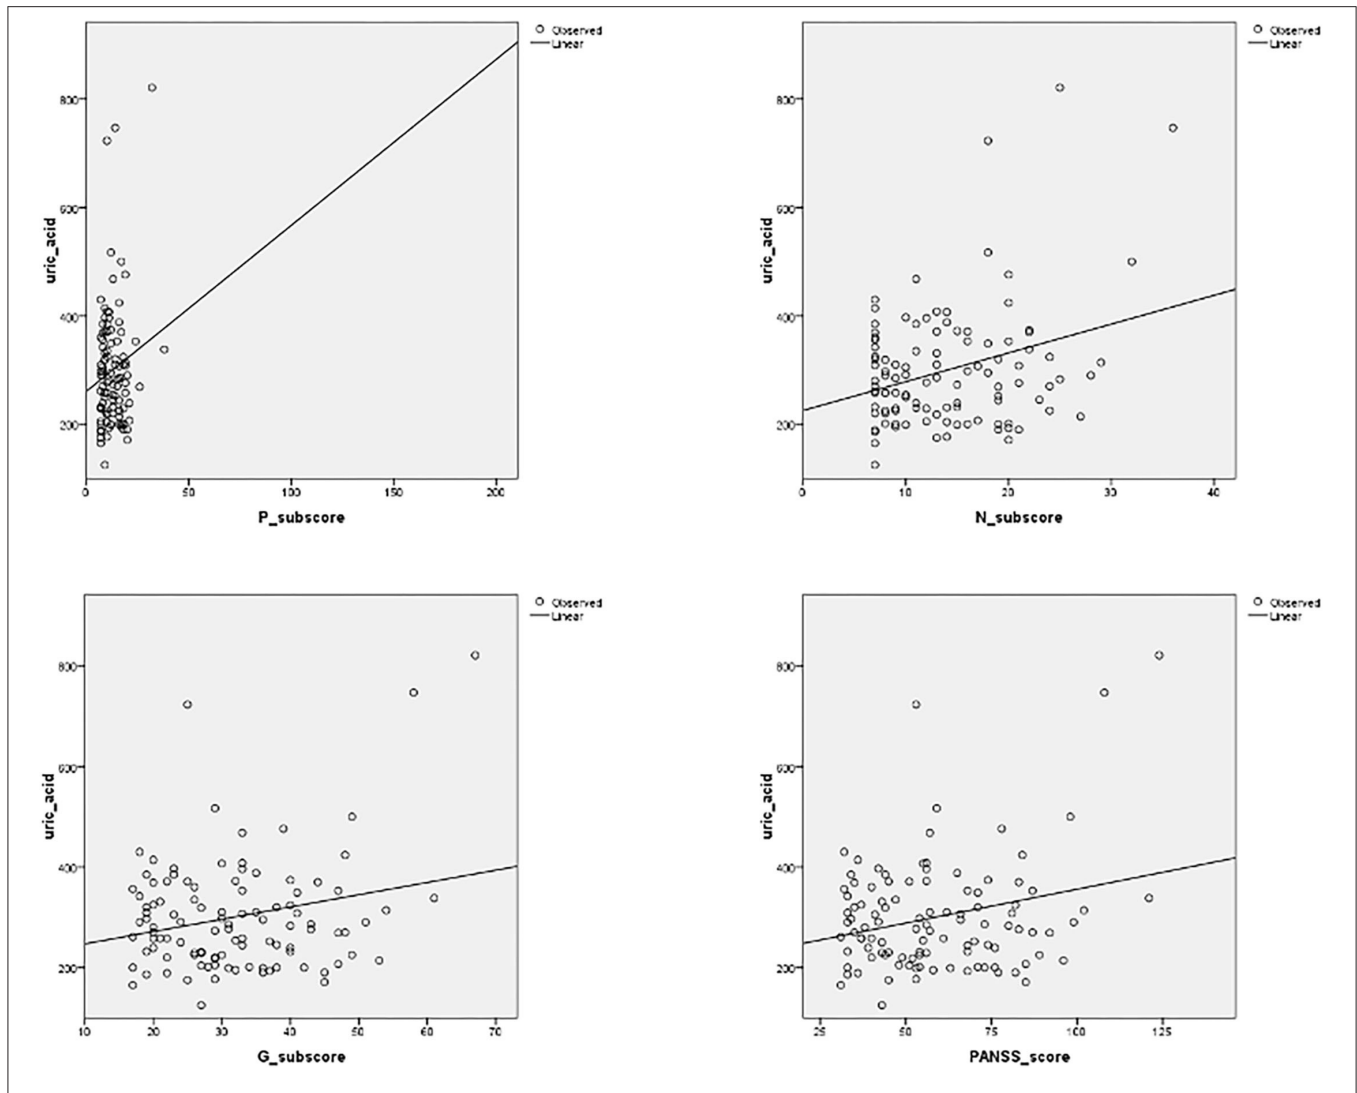 Observed
Linear
800
600
400
200
uric_acid
0 50 100 150 200
P_subscore
Observed
Linear
800
600
400
200
uric_acid
0 10 20 30 40
N_subscore
Observed
Linear
800
600
400
200
uric_acid
10 20 30 40 50 60 70
G_subscore
Observed
Linear
800
600
400
200
uric_acid
25 50 75 100 125
PANSS_score